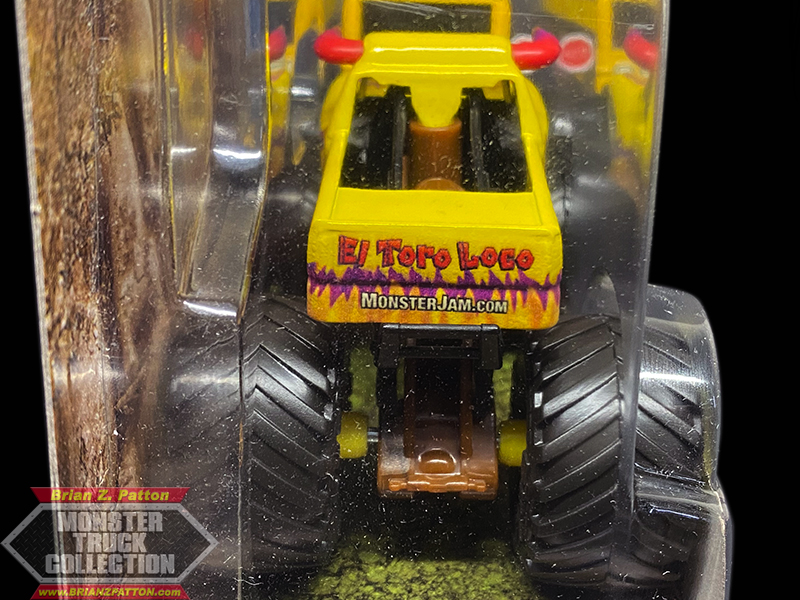 El Toro Loco
MonsterJam.com
Brian Z. Patton
MONSTER
TRUCK
COLLECTION
www.BRIANZPATTON.com